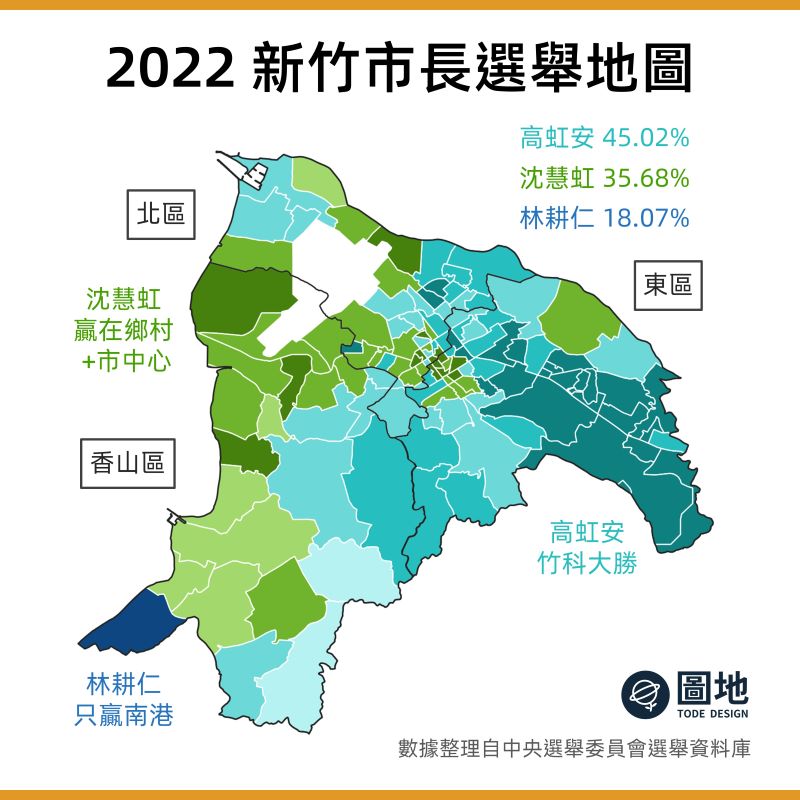 2022 新竹市長選舉地圖
高虹安 45.02%
沈慧虹 35.68%
林耕仁 18.07%
北區
東區
沈慧虹
贏在鄉村
+市中心
香山區
高虹安
竹科大勝
林耕仁
只贏南港
圖地
TODE DESIGN
數據整理自中央選舉委員會選舉資料庫